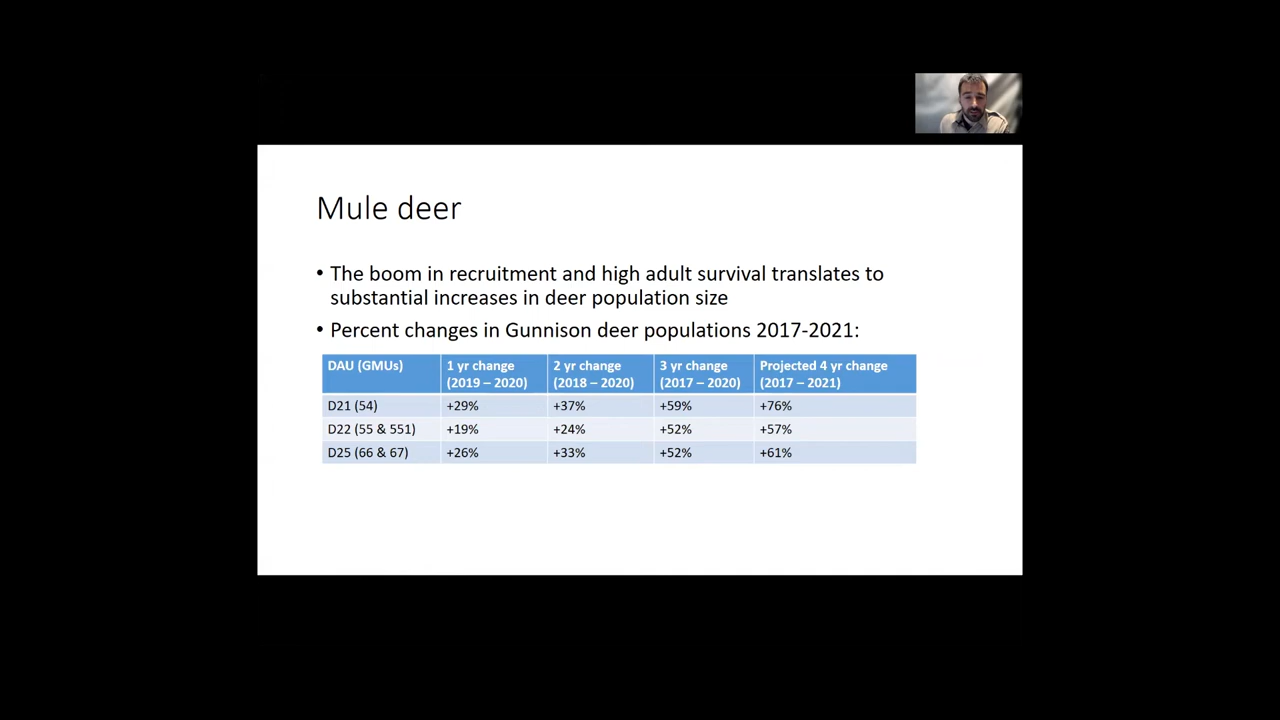 Mule deer
• The boom in recruitment and high adult survival translates to
substantial increases in deer population size
• Percent changes in Gunnison deer populations 2017-2021:
DAU (GMUs) 1 yr change (2019 – 2020) 2 yr change (2018 – 2020) 3 yr change (2017 – 2020) Projected 4 yr change (2017 – 2021)
D21 (54) +29% +37% +59% +76%
D22 (55 & 551) +19% +24% +52% +57%
D25 (66 & 67) +26% +33% +52% +61%